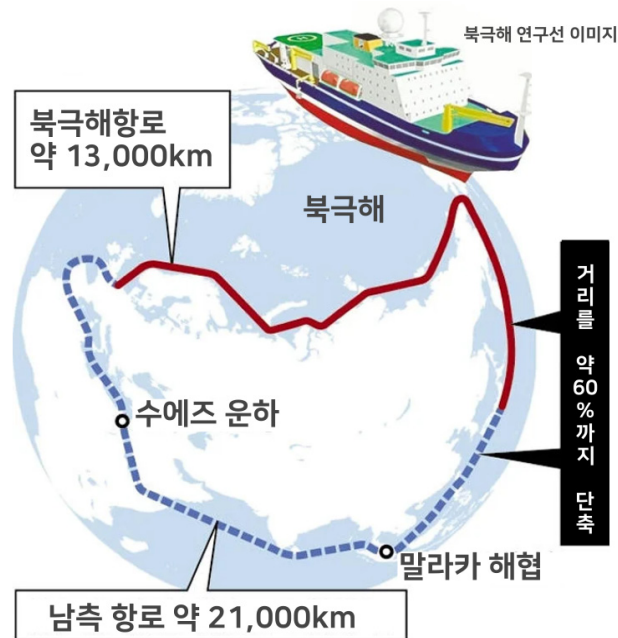 북극해 연구선 이미지
북극해항로
약 13,000km
북극해
거리를 약 60%까지 단축
수에즈 운하
말라카 해협
남측 항로 약 21,000km